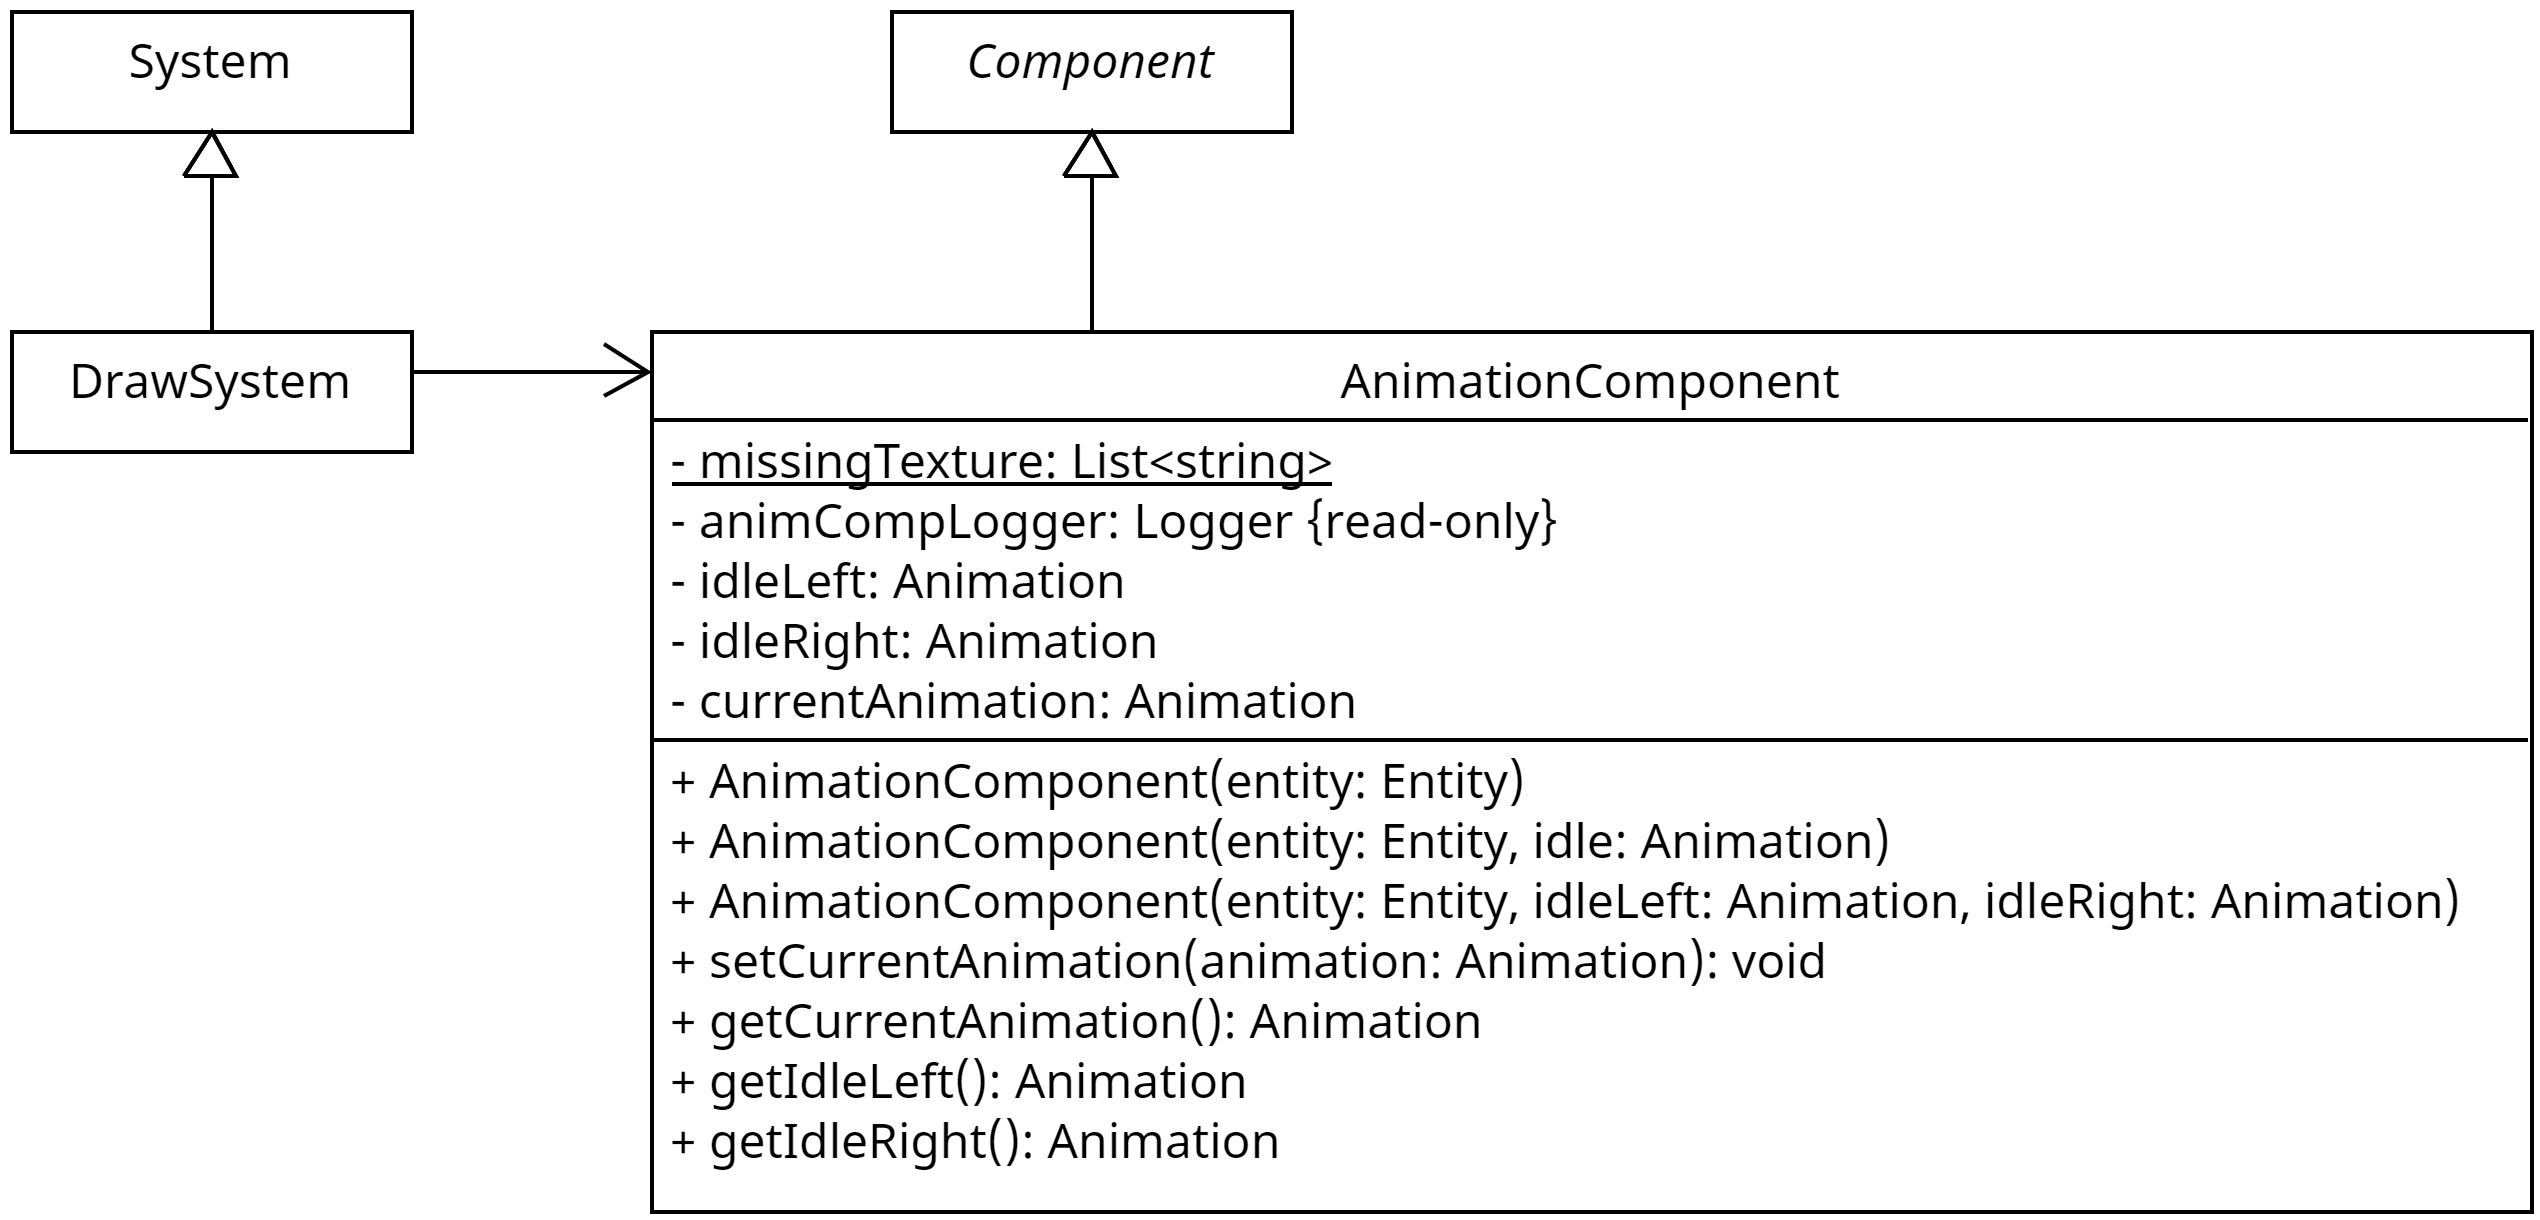 System
Component
DrawSystem
AnimationComponent
- missingTexture: List<string>
- animCompLogger: Logger {read-only}
- idleLeft: Animation
- idleRight: Animation
- currentAnimation: Animation
+ AnimationComponent(entity: Entity)
+ AnimationComponent(entity: Entity, idle: Animation)
+ AnimationComponent(entity: Entity, idleLeft: Animation, idleRight: Animation)
+ setCurrentAnimation(animation: Animation): void
+ getCurrentAnimation(): Animation
+ getIdleLeft(): Animation
+ getIdleRight(): Animation